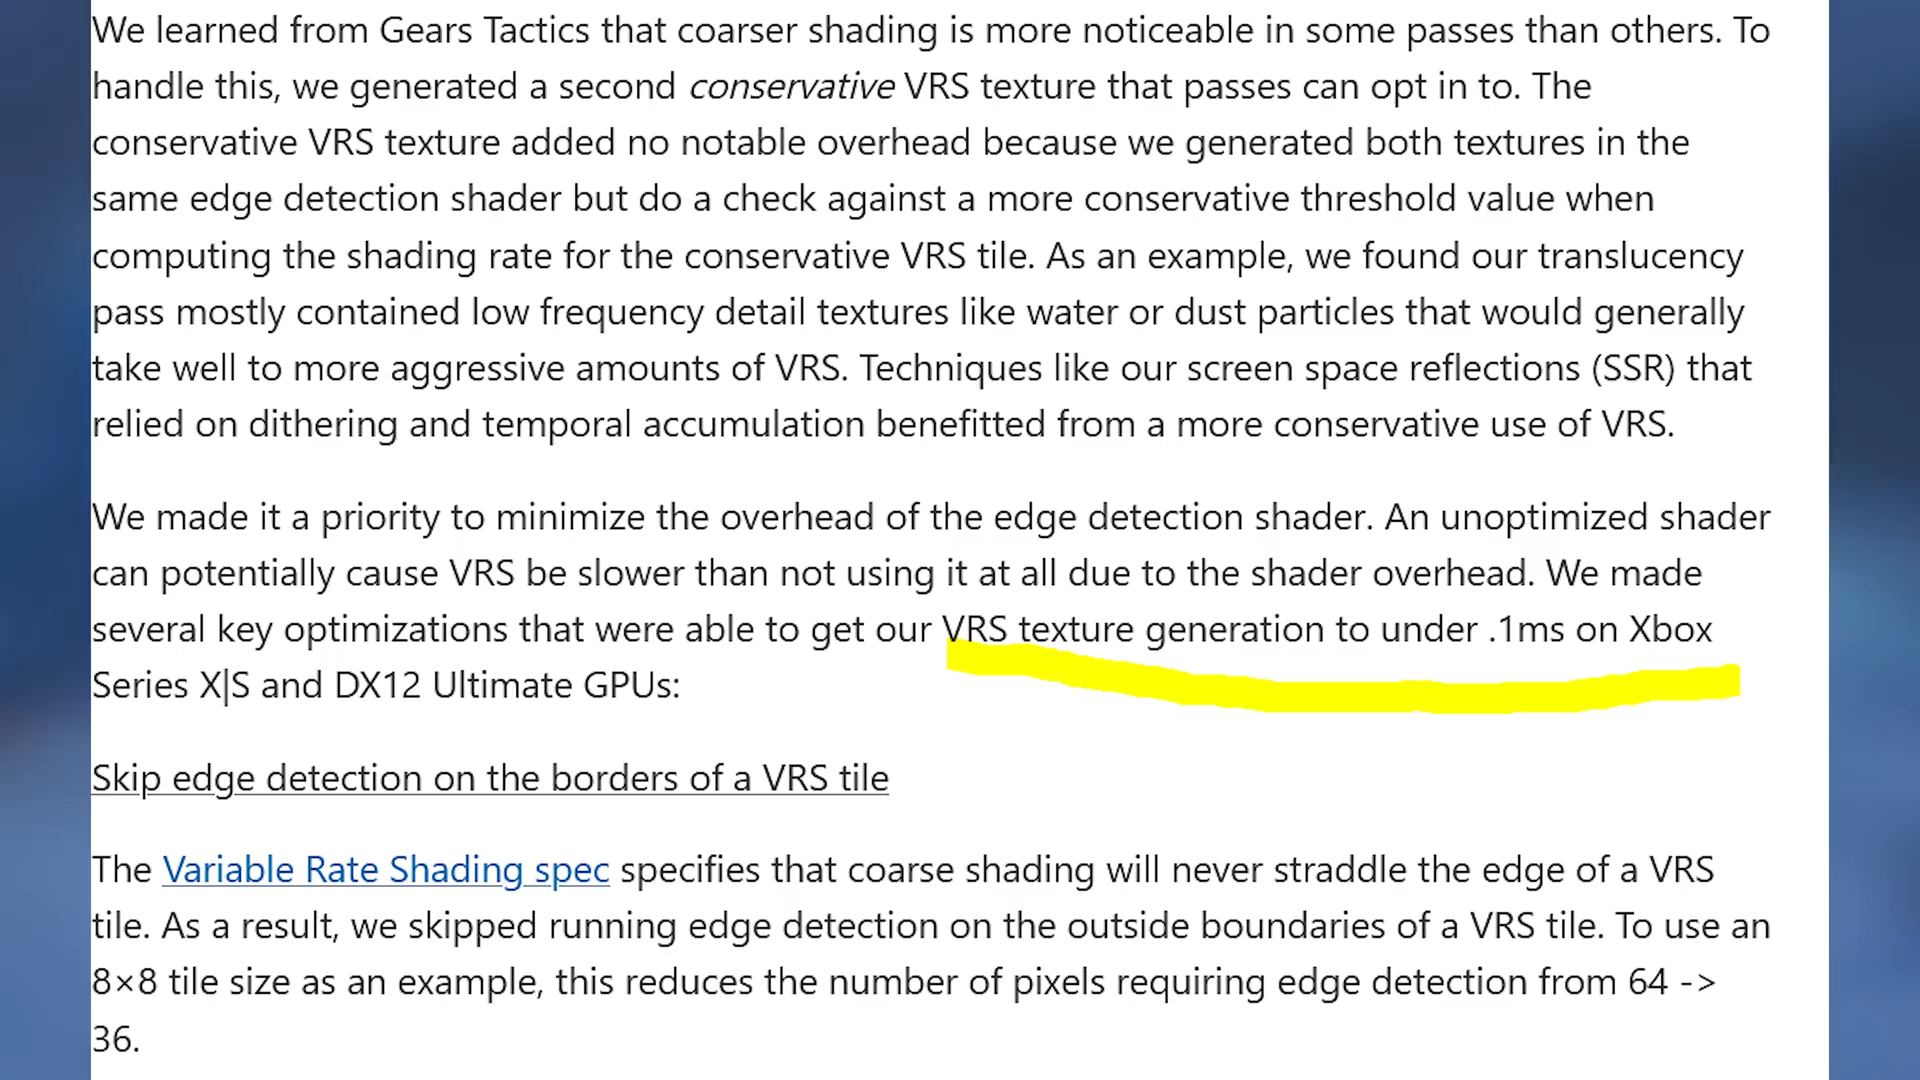 We learned from Gears Tactics that coarser shading is more noticeable in some passes than others. To
handle this, we generated a second conservative VRS texture that passes can opt in to. The
conservative VRS texture added no notable overhead because we generated both textures in the
same edge detection shader but do a check against a more conservative threshold value when
computing the shading rate for the conservative VRS tile. As an example, we found our translucency
pass mostly contained low frequency detail textures like water or dust particles that would generally
take well to more aggressive amounts of VRS. Techniques like our screen space reflections (SSR) that
relied on dithering and temporal accumulation benefitted from a more conservative use of VRS.
We made it a priority to minimize the overhead of the edge detection shader. An unoptimized shader
can potentially cause VRS be slower than not using it at all due to the shader overhead. We made
several key optimizations that were able to get our VRS texture generation to under .1ms on Xbox
Series X|S and DX12 Ultimate GPUs:
Skip edge detection on the borders of a VRS tile
The Variable Rate Shading spec specifies that coarse shading will never straddle the edge of a VRS
tile. As a result, we skipped running edge detection on the outside boundaries of a VRS tile. To use an
8×8 tile size as an example, this reduces the number of pixels requiring edge detection from 64 ->
36.